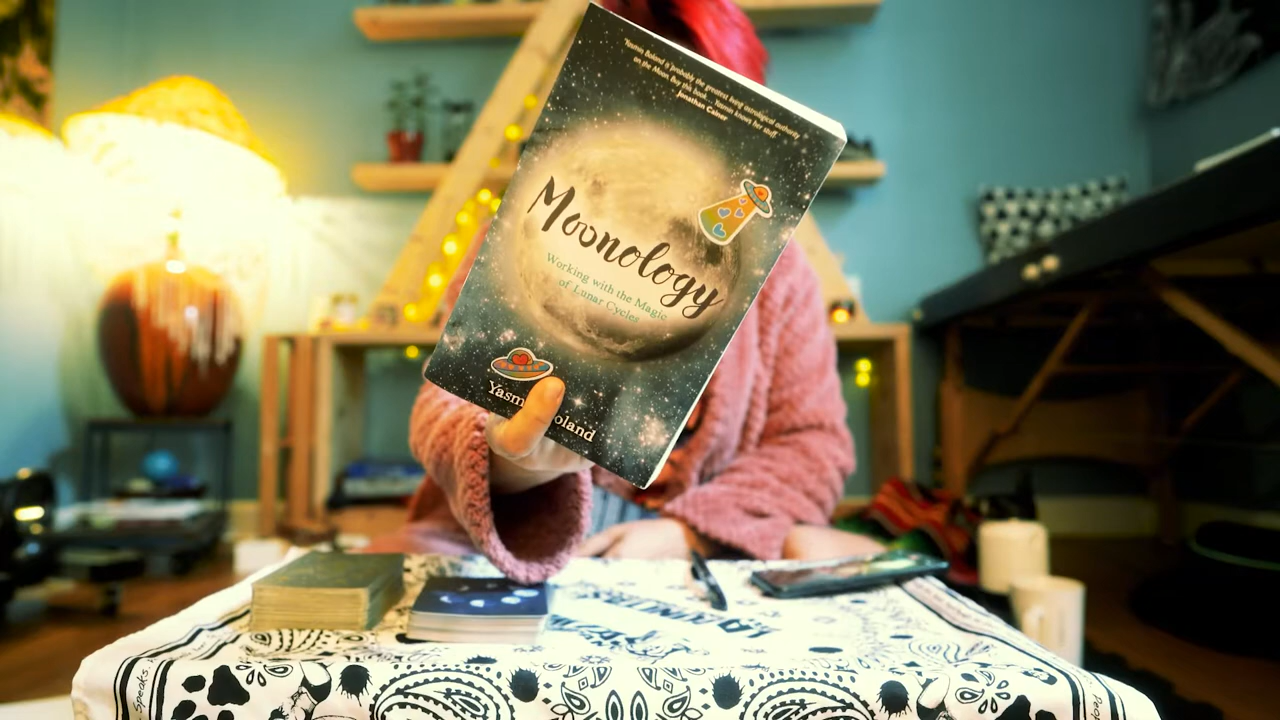 "Yasmin Boland is probably the greatest living astrological authority
on the Moon. Buy this book... Yasmin knows her stuff."
Jonathan Cainer
Moonology
Working with the Magic
of Lunar Cycles
Yasm oland
Speaks